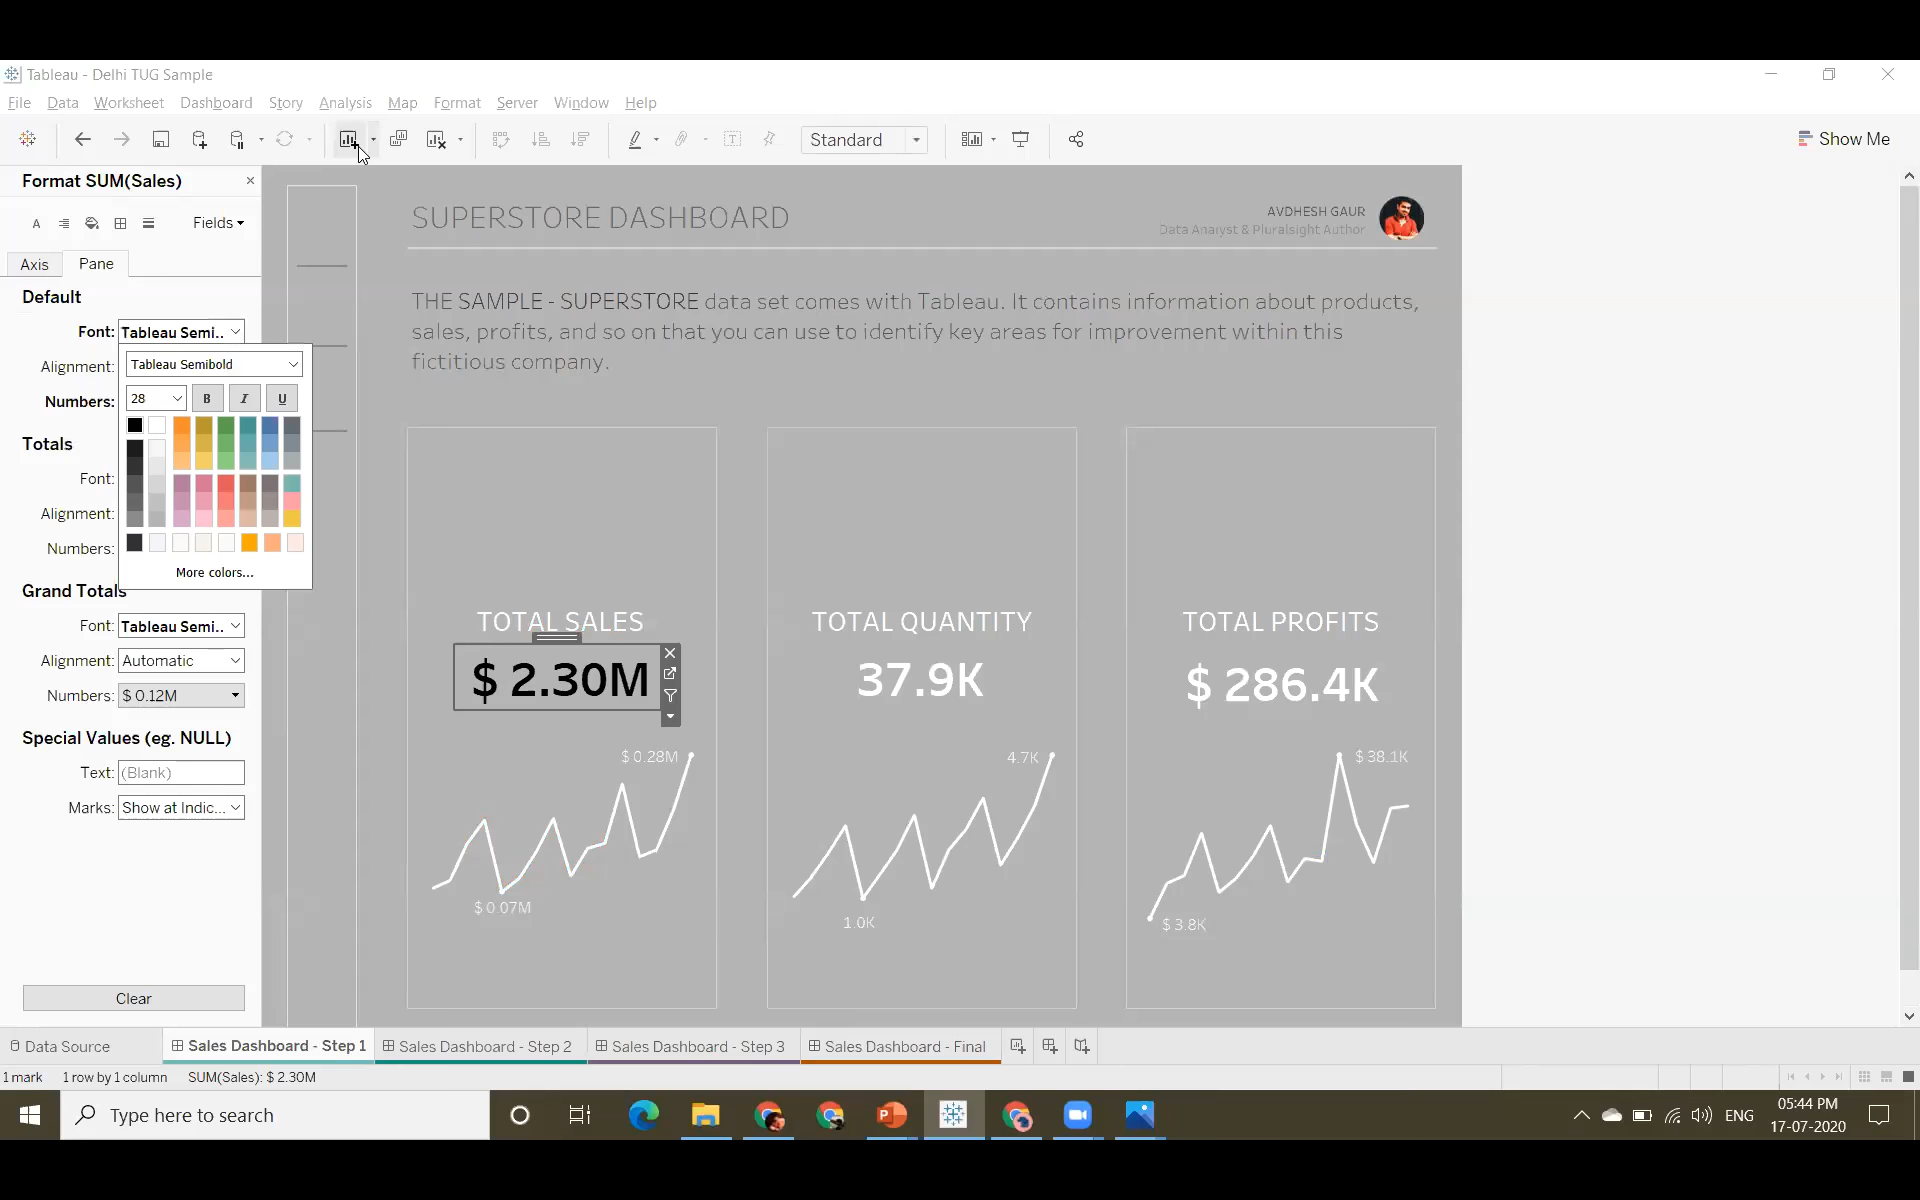 Tableau - Delhi TUG Sample
File Data Worksheet Dashboard Story Analysis Map Format Server Window Help
Standard
Show Me
Format SUM(Sales)
Fields
Axis Pane
Default
Font: Tableau Semi..
Alignment:
Tableau Semibold
Numbers:
28 B I U
Totals
Font:
Alignment:
Numbers:
More colors...
Grand Totals
Font: Tableau Semi..
Alignment: Automatic
Numbers: $ 0.12M
Special Values (eg. NULL)
Text: (Blank)
Marks: Show at Indic...
Clear
SUPERSTORE DASHBOARD
AVDHESH GAUR
Data Analyst & Pluralsight Author
THE SAMPLE - SUPERSTORE data set comes with Tableau. It contains information about products,
sales, profits, and so on that you can use to identify key areas for improvement within this
fictitious company.
TOTAL SALES
$ 2.30M
$ 0.28M
$ 0.07M
TOTAL QUANTITY
37.9K
4.7K
1.0K
TOTAL PROFITS
$ 286.4K
$ 38.1K
$ 3.8K
Data Source Sales Dashboard - Step 1 Sales Dashboard - Step 2 Sales Dashboard - Step 3 Sales Dashboard - Final
1 mark 1 row by 1 column SUM(Sales): $ 2.30M
Type here to search
ENG
05:44 PM
17-07-2020